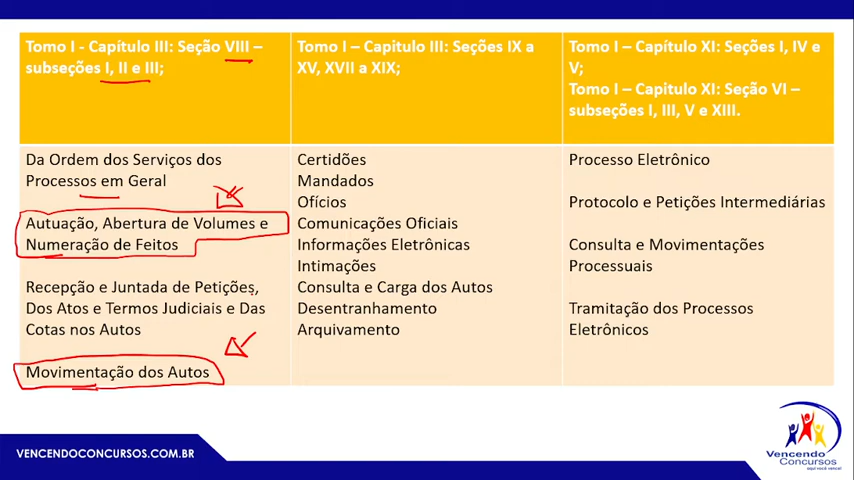 Tomo I - Capítulo III: Seção VIII –
subseções I, II e III;
Tomo I – Capitulo III: Seções IX a
XV, XVII a XIX;
Tomo I – Capítulo XI: Seções I, IV e
V;
Tomo I – Capitulo XI: Seção VI –
subseções I, III, V e XIII.
Da Ordem dos Serviços dos
Processos em Geral
Autuação, Abertura de Volumes e
Numeração de Feitos
Recepção e Juntada de Petições,
Dos Atos e Termos Judiciais e Das
Cotas nos Autos
Movimentação dos Autos
Certidões
Mandados
Ofícios
Comunicações Oficiais
Informações Eletrônicas
Intimações
Consulta e Carga dos Autos
Desentranhamento
Arquivamento
Processo Eletrônico
Protocolo e Petições Intermediárias
Consulta e Movimentações
Processuais
Tramitação dos Processos
Eletrônicos
VENCENDOCONCURSOS.COM.BR
Vencendo
Concursos
aqui você vence!